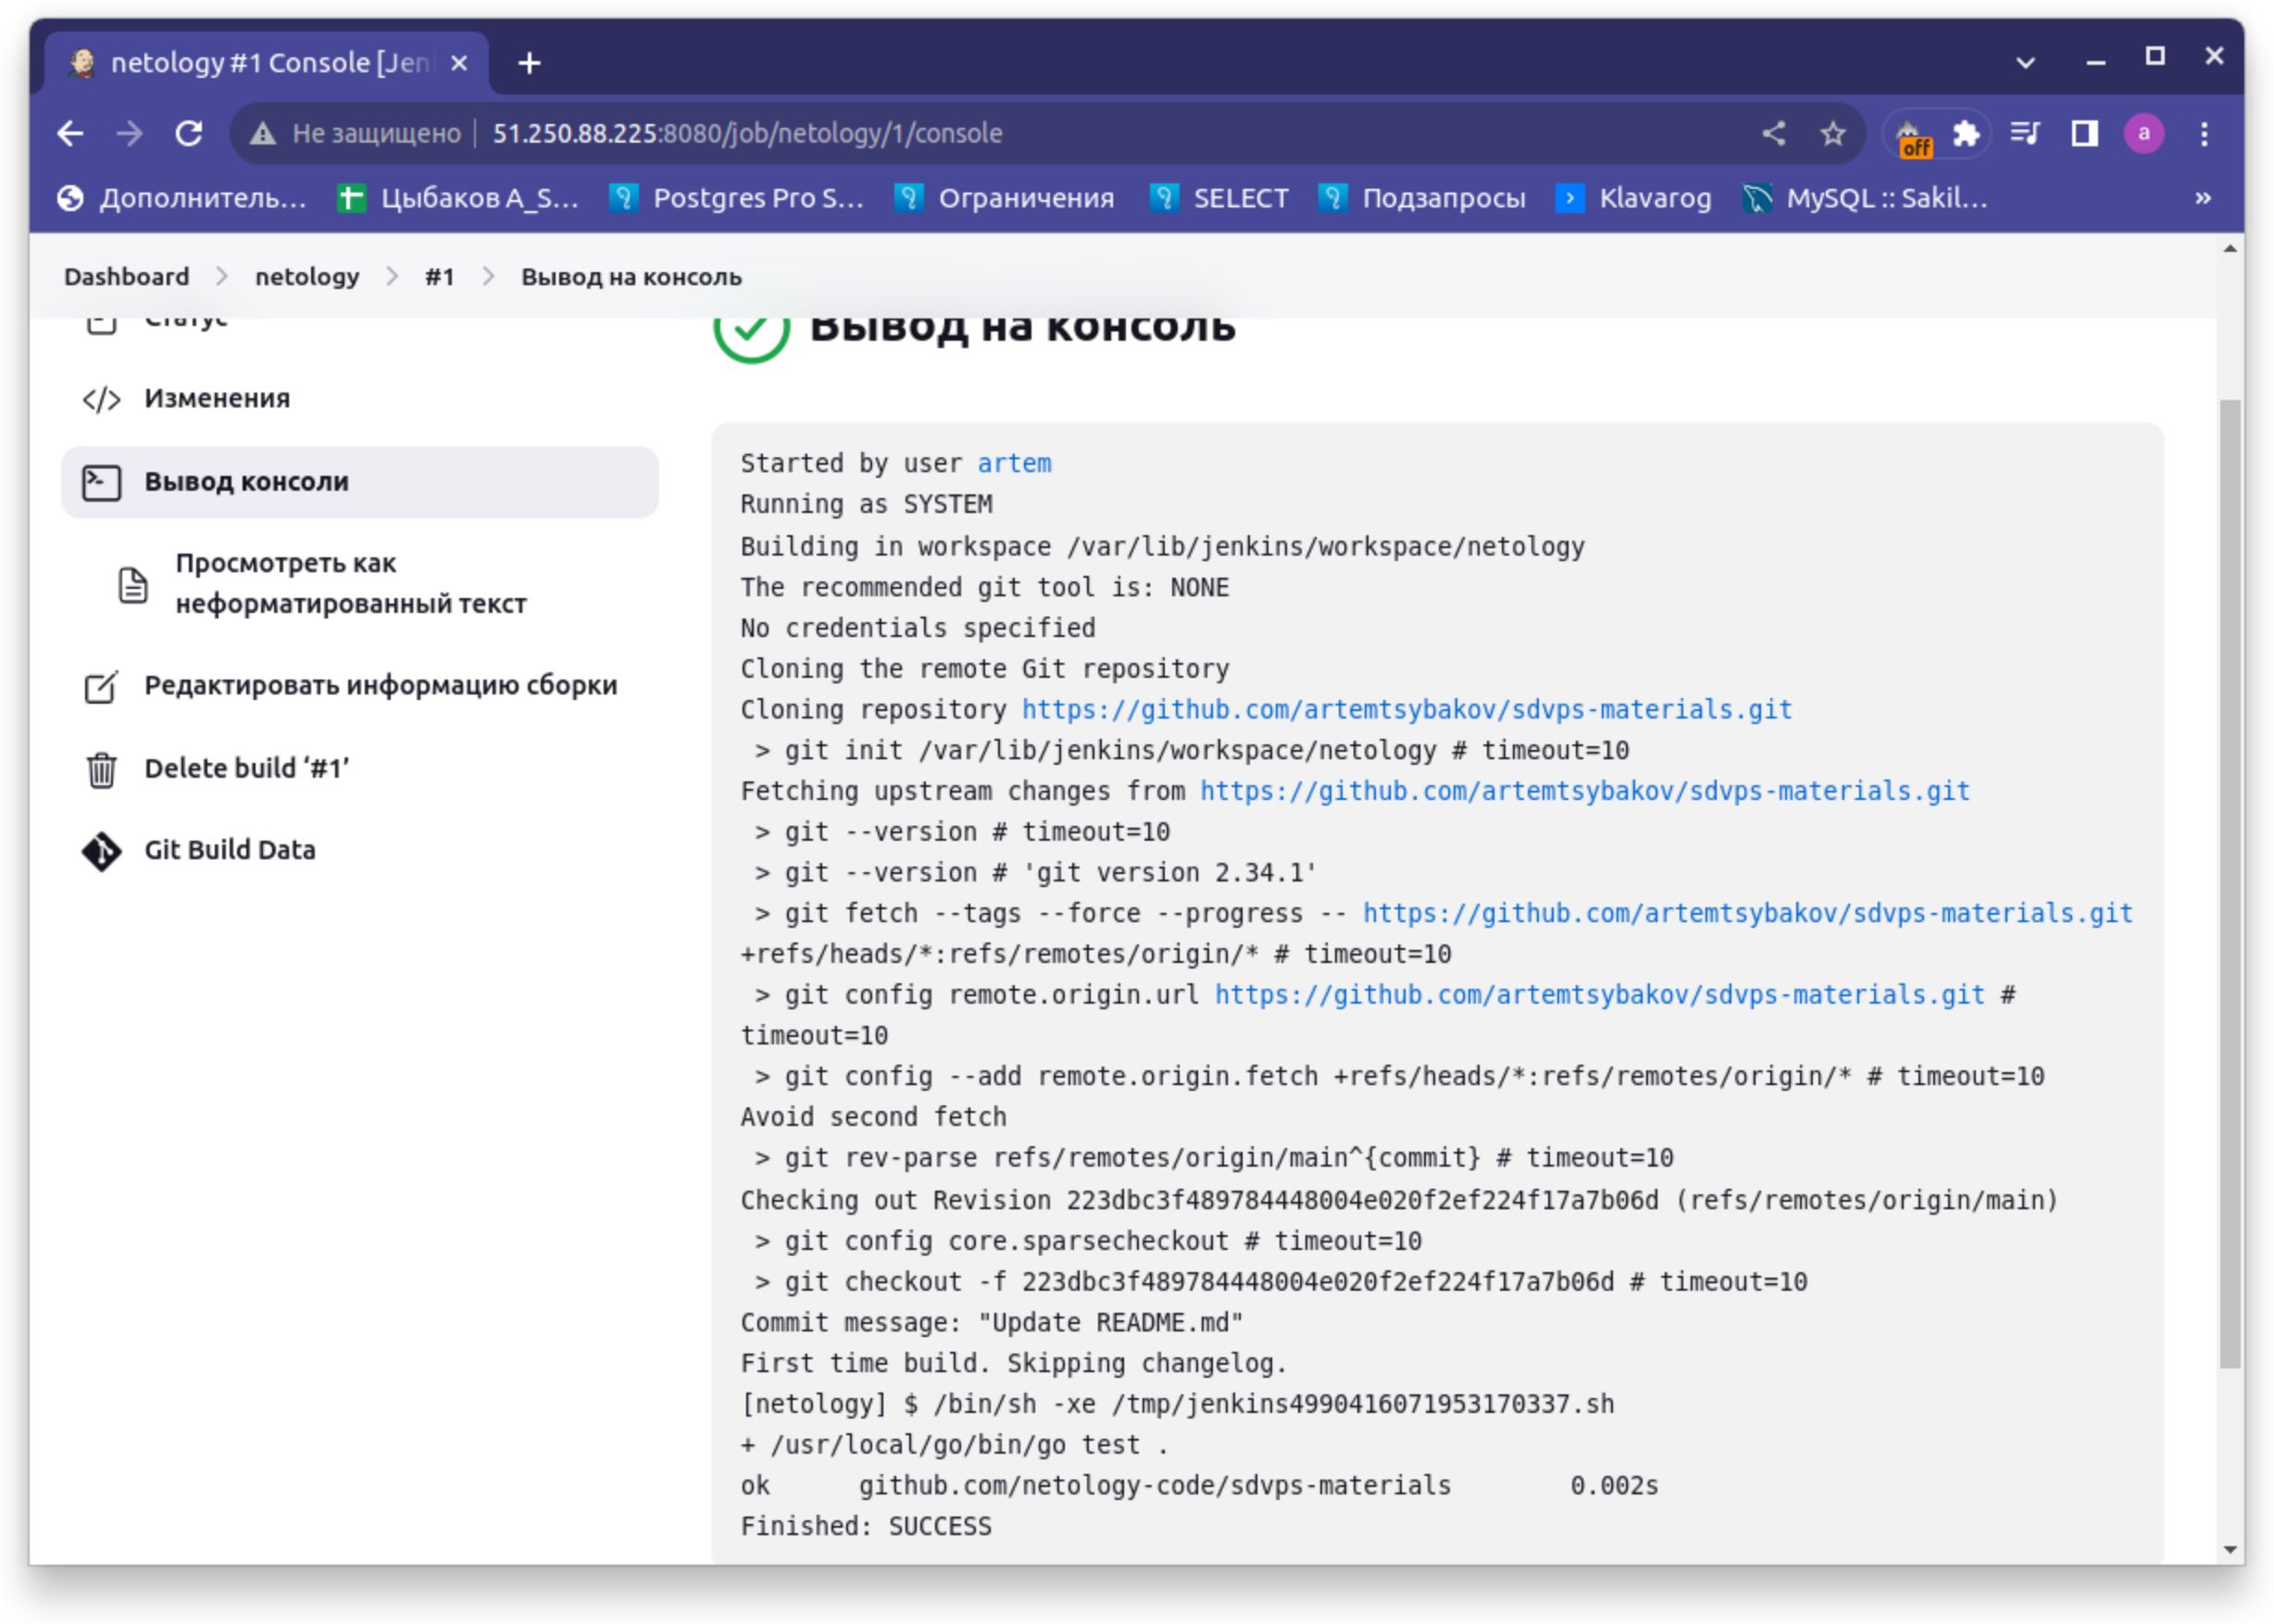 netology #1 Console [Jen
Не защищено 51.250.88.225:8080/job/netology/1/console
off
a
Дополнитель... Цыбаков A_S... Postgres Pro S... Ограничения SELECT Подзапросы Klavarog MySQL :: Sakil... »
Dashboard > netology > #1 > Вывод на консоль
Статус
Изменения
Вывод консоли
Просмотреть как
неформатированный текст
Редактировать информацию сборки
Delete build ‘#1’
Git Build Data
Вывод на консоль
Started by user artem
Running as SYSTEM
Building in workspace /var/lib/jenkins/workspace/netology
The recommended git tool is: NONE
No credentials specified
Cloning the remote Git repository
Cloning repository https://github.com/artemtsybakov/sdvps-materials.git
 > git init /var/lib/jenkins/workspace/netology # timeout=10
Fetching upstream changes from https://github.com/artemtsybakov/sdvps-materials.git
 > git --version # timeout=10
 > git --version # 'git version 2.34.1'
 > git fetch --tags --force --progress -- https://github.com/artemtsybakov/sdvps-materials.git
+refs/heads/*:refs/remotes/origin/* # timeout=10
 > git config remote.origin.url https://github.com/artemtsybakov/sdvps-materials.git #
timeout=10
 > git config --add remote.origin.fetch +refs/heads/*:refs/remotes/origin/* # timeout=10
Avoid second fetch
 > git rev-parse refs/remotes/origin/main^{commit} # timeout=10
Checking out Revision 223dbc3f489784448004e020f2ef224f17a7b06d (refs/remotes/origin/main)
 > git config core.sparsecheckout # timeout=10
 > git checkout -f 223dbc3f489784448004e020f2ef224f17a7b06d # timeout=10
Commit message: "Update README.md"
First time build. Skipping changelog.
[netology] $ /bin/sh -xe /tmp/jenkins4990416071953170337.sh
+ /usr/local/go/bin/go test .
ok      github.com/netology-code/sdvps-materials        0.002s
Finished: SUCCESS